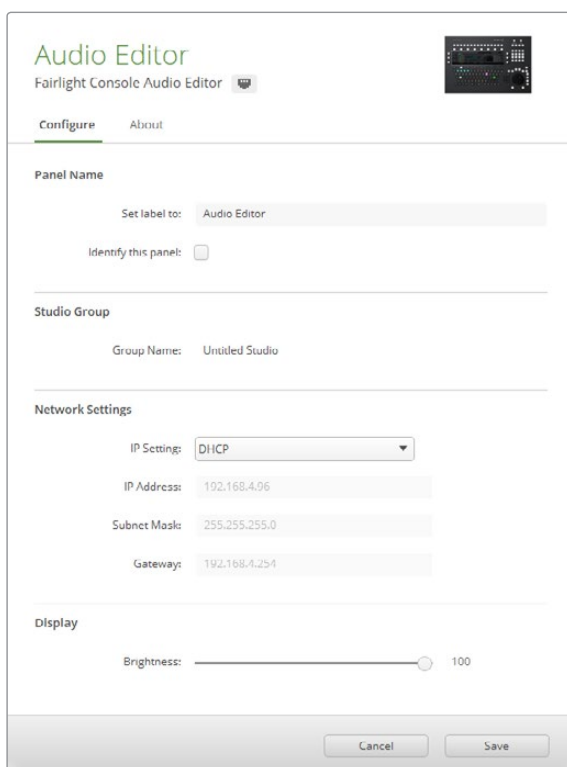 Audio Editor
Fairlight Console Audio Editor
Configure About
Panel Name
Set label to: Audio Editor
Identify this panel:
Studio Group
Group Name: Untitled Studio
Network Settings
IP Setting: DHCP
IP Address: 192.168.4.96
Subnet Mask: 255.255.255.0
Gateway: 192.168.4.254
Display
Brightness: 100
Cancel Save